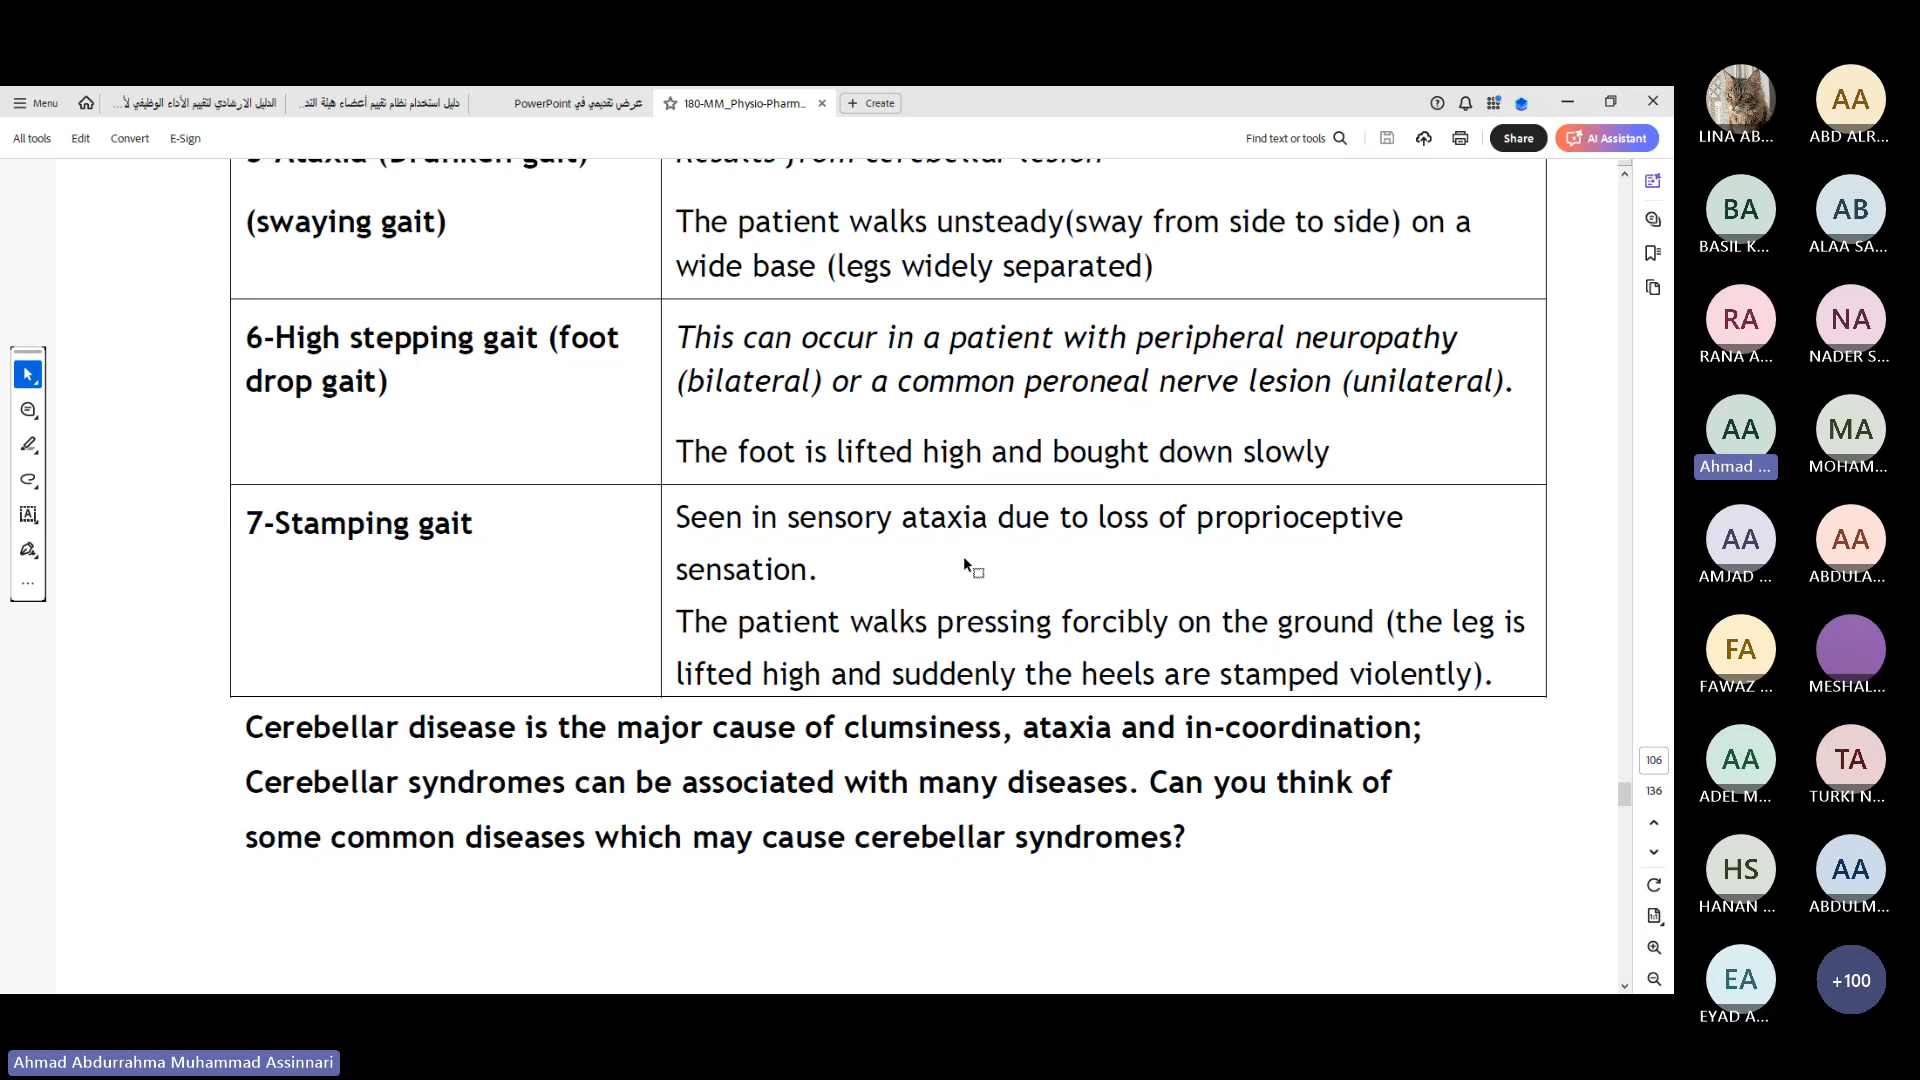 Menu
الدليل الارشادي لتقييم الأداء الوظيفي لأ...
دليل استخدام نظام تقييم أعضاء هيئة التد...
عرض تقديمي في PowerPoint
180-MM_Physio-Pharm...
Create
All tools
Edit
Convert
E-Sign
Find text or tools
Share
AI Assistant
5-Ataxia (Drunken gait)
Results from cerebellar lesion
(swaying gait)
The patient walks unsteady(sway from side to side) on a
wide base (legs widely separated)
6-High stepping gait (foot
drop gait)
This can occur in a patient with peripheral neuropathy
(bilateral) or a common peroneal nerve lesion (unilateral).
The foot is lifted high and bought down slowly
7-Stamping gait
Seen in sensory ataxia due to loss of proprioceptive
sensation.
The patient walks pressing forcibly on the ground (the leg is
lifted high and suddenly the heels are stamped violently).
Cerebellar disease is the major cause of clumsiness, ataxia and in-coordination;
Cerebellar syndromes can be associated with many diseases. Can you think of
some common diseases which may cause cerebellar syndromes?
106
136
LINA AB...
AA
ABD ALR...
BA
BASIL K...
AB
ALAA SA...
RA
RANA A...
NA
NADER S...
AA
Ahmad ...
MA
MOHAM...
AA
AMJAD ...
AA
ABDULA...
FA
FAWAZ ...
MESHAL...
AA
ADEL M...
TA
TURKI N...
HS
HANAN ...
AA
ABDULM...
EA
EYAD A...
+100
Ahmad Abdurrahma Muhammad Assinnari